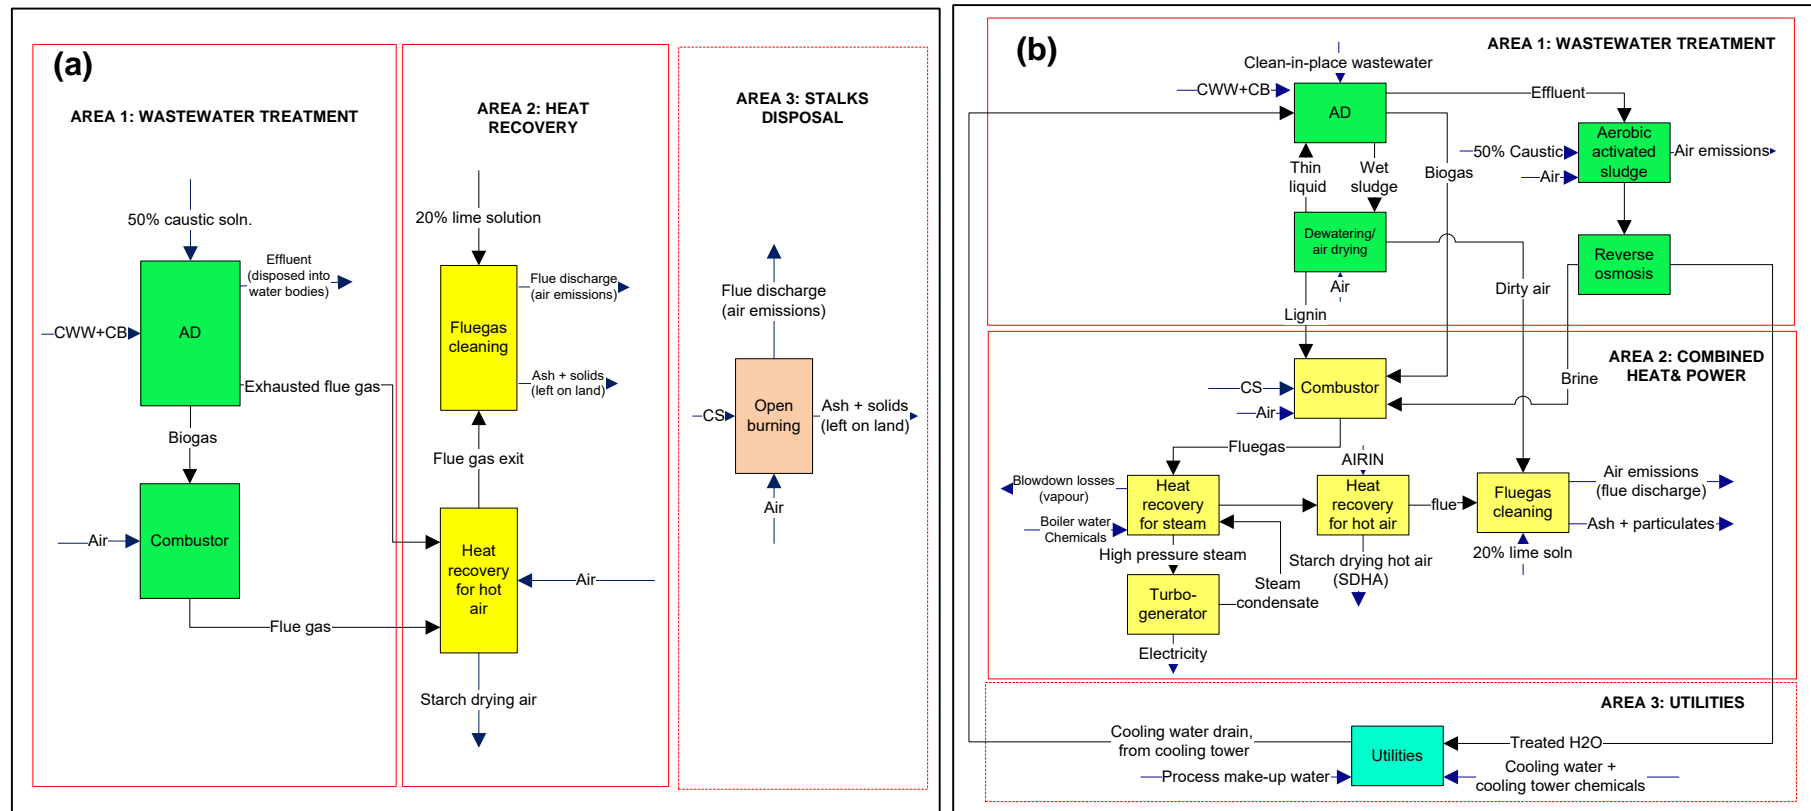 (a)
AREA 1: WASTEWATER TREATMENT
50% caustic soln.
Effluent
(disposed into
water bodies)
CWW+CB
AD
Exhausted flue gas
Biogas
Air
Combustor
Flue gas
AREA 2: HEAT
RECOVERY
20% lime solution
Flue discharge
(air emissions)
Fluegas
cleaning
Ash + solids
(left on land)
Flue gas exit
Heat
recovery
for hot
air
Air
Starch drying air
AREA 3: STALKS
DISPOSAL
Flue discharge
(air emissions)
CS
Open
burning
Ash + solids
(left on land)
Air
(b)
AREA 1: WASTEWATER TREATMENT
Clean-in-place wastewater
CWW+CB
AD
Effluent
50% Caustic
Air
Aerobic
activated
sludge
Air emissions
Thin
liquid
Wet
sludge
Biogas
Dewatering/
air drying
Air
Reverse
osmosis
Dirty air
Lignin
AREA 2: COMBINED
HEAT& POWER
CS
Air
Combustor
Brine
Fluegas
AIRIN
Blowdown losses
(vapour)
Boiler water
Chemicals
Heat
recovery
for steam
Heat
recovery
for hot air
flue
Fluegas
cleaning
Air emissions
(flue discharge)
Ash + particulates
20% lime soln
High pressure steam
Steam
condensate
Starch drying hot air
(SDHA)
Turbo-
generator
Electricity
AREA 3: UTILITIES
Cooling water drain,
from cooling tower
Process make-up water
Utilities
Treated H2O
Cooling water +
cooling tower chemicals